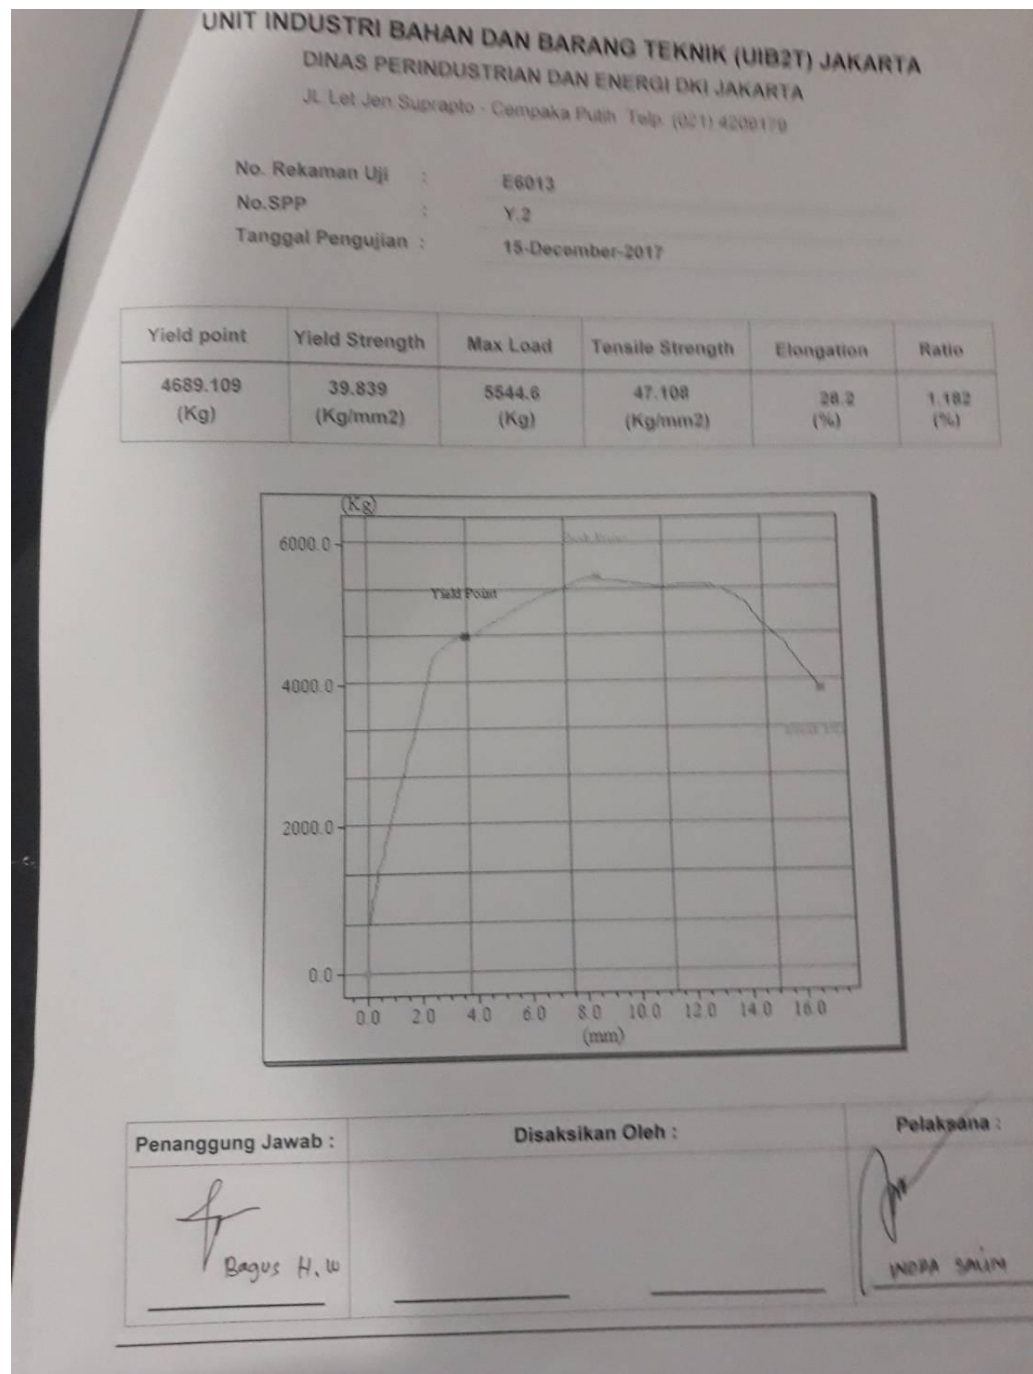 UNIT INDUSTRI BAHAN DAN BARANG TEKNIK (UIB2T) JAKARTA
DINAS PERINDUSTRIAN DAN ENERGI DKI JAKARTA
JL. Let.Jen Suprapto - Cempaka Putih Telp. (021) 4206179
No. Rekaman Uji : E6013
No.SPP : Y.2
Tanggal Pengujian : 15-December-2017
Yield point Yield Strength Max Load Tensile Strength Elongation Ratio
4689.109 39.839 5544.6 47.108 28.2 1.182
(Kg) (Kg/mm2) (Kg) (Kg/mm2) (%) (%)
(Kg)
6000.0
Yield Point
4000.0
2000.0
0.0
0.0 2.0 4.0 6.0 8.0 10.0 12.0 14.0 16.0
(mm)
Penanggung Jawab : Disaksikan Oleh : Pelaksana :
Bagus H.W INDRA SALIM